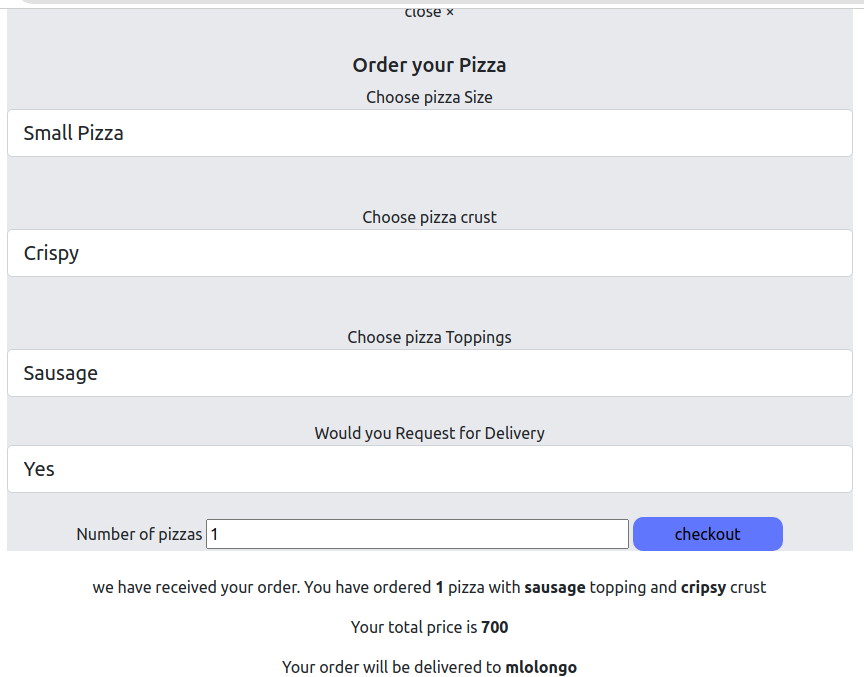 close ×
Order your Pizza
Choose pizza Size
Small Pizza
Choose pizza crust
Crispy
Choose pizza Toppings
Sausage
Would you Request for Delivery
Yes
Number of pizzas 1 checkout
we have received your order. You have ordered 1 pizza with sausage topping and cripsy crust
Your total price is 700
Your order will be delivered to mlolongo